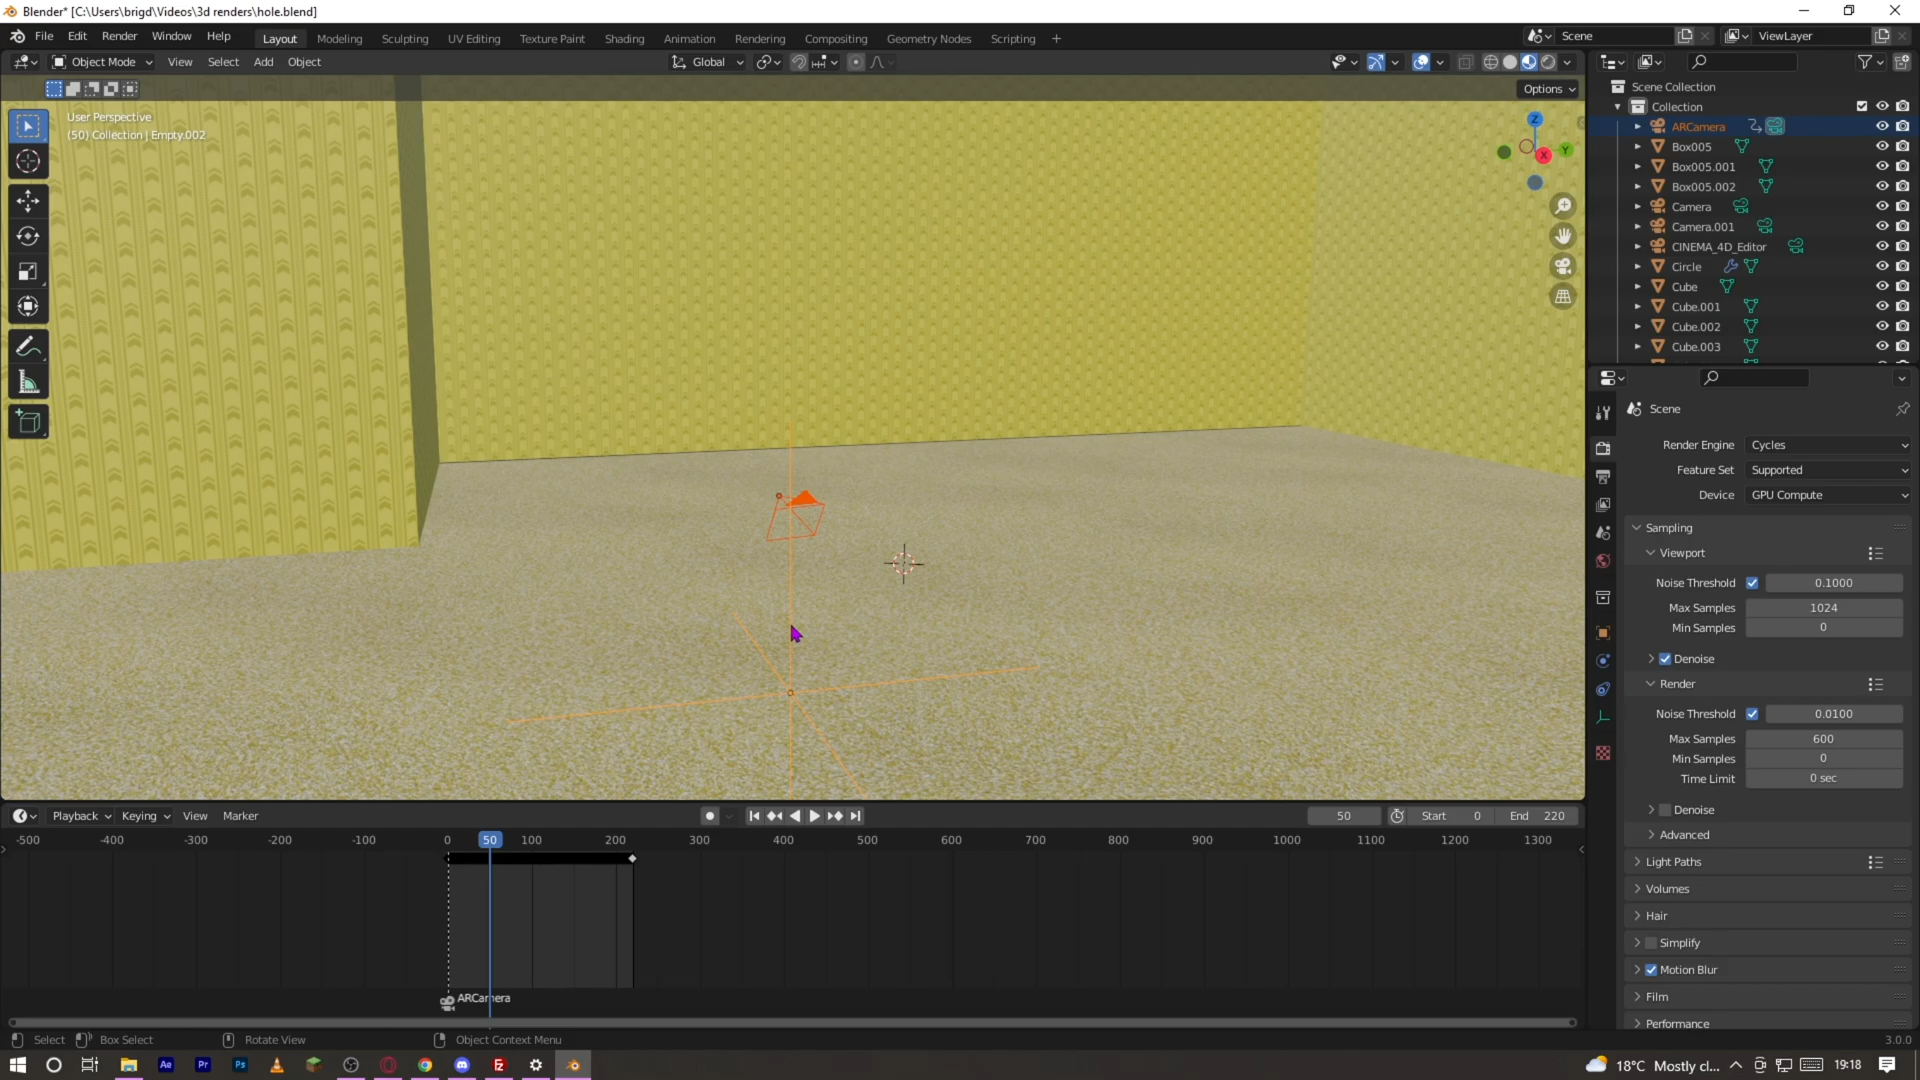 Blender* [C:\Users\brigd\Videos\3d renders\hole.blend]
File Edit Render Window Help Layout Modeling Sculpting UV Editing Texture Paint Shading Animation Rendering Compositing Geometry Nodes Scripting + Scene ViewLayer
Object Mode View Select Add Object Global
Options
User Perspective
(50) Collection | Empty.002
Z
Y
X
Scene Collection
Collection
ARCamera
Box005
Box005.001
Box005.002
Camera
Camera.001
CINEMA_4D_Editor
Circle
Cube
Cube.001
Cube.002
Cube.003
Scene
Render Engine Cycles
Feature Set Supported
Device GPU Compute
Sampling
Viewport
Noise Threshold 0.1000
Max Samples 1024
Min Samples 0
Denoise
Render
Noise Threshold 0.0100
Max Samples 600
Min Samples 0
Time Limit 0 sec
Denoise
Advanced
Light Paths
Volumes
Hair
Simplify
Motion Blur
Film
Performance
Playback Keying View Marker 50 Start 0 End 220
-500 -400 -300 -200 -100 0 50 100 200 300 400 500 600 700 800 900 1000 1100 1200 1300
ARCamera
Select Box Select Rotate View Object Context Menu 3.0.0
Ae Pr Ps 18°C Mostly cl... 19:18